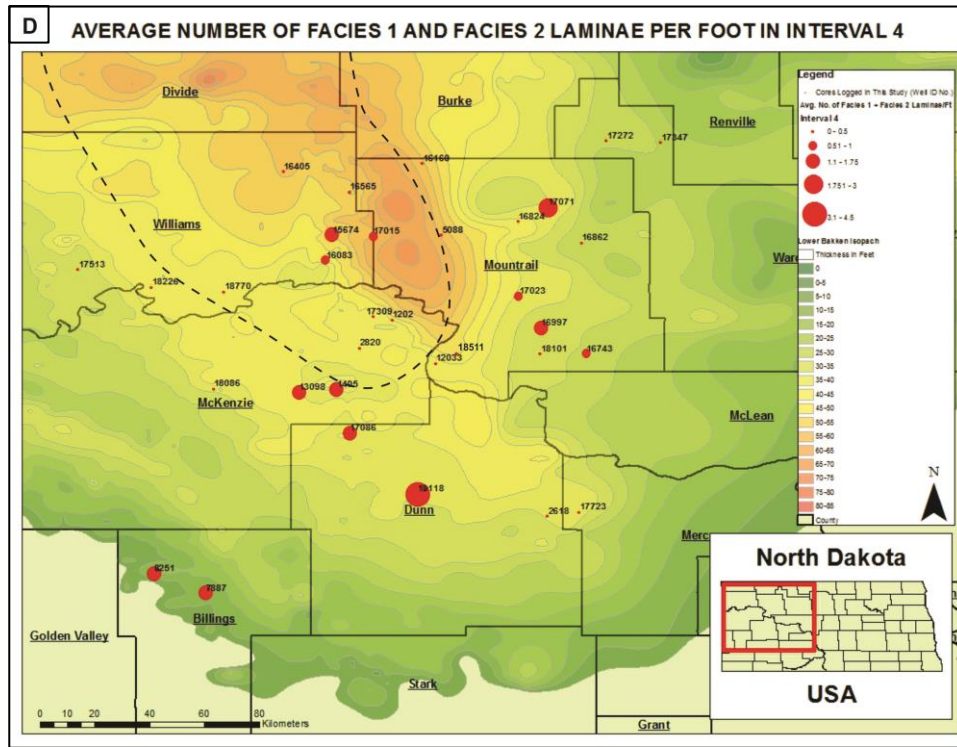 D
AVERAGE NUMBER OF FACIES 1 AND FACIES 2 LAMINAE PER FOOT IN INTERVAL 4
Divide
Burke
Renville
17272
17347
16160
16405
16565
17071
16824
Williams
15674
17015
5088
16862
16083
Mountrail
17513
18226
18770
17023
17309
1202
16997
2820
18511
12033
18101
16743
18086
13098
1405
McKenzie
McLean
17086
Dunn
2618
17723
8251
7887
Billings
Golden Valley
Stark
Grant
0
20
40
60
80
Kilometers
Legend
Cores Logged In This Study (Well ID No.)
Avg. No. of Facies 1 + Facies 2 Laminae/Ft
Interval 4
0 - 0.5
0.51 - 1
1.1 - 1.75
1.751 - 3
3.1 - 4.5
Lower Bakken Isopach
Thickness in Feet
0
0-5
5-10
10-15
15-20
20-25
25-30
30-35
35-40
40-45
45-50
50-55
55-60
60-65
65-70
70-75
75-80
80-85
County
N
North Dakota
USA